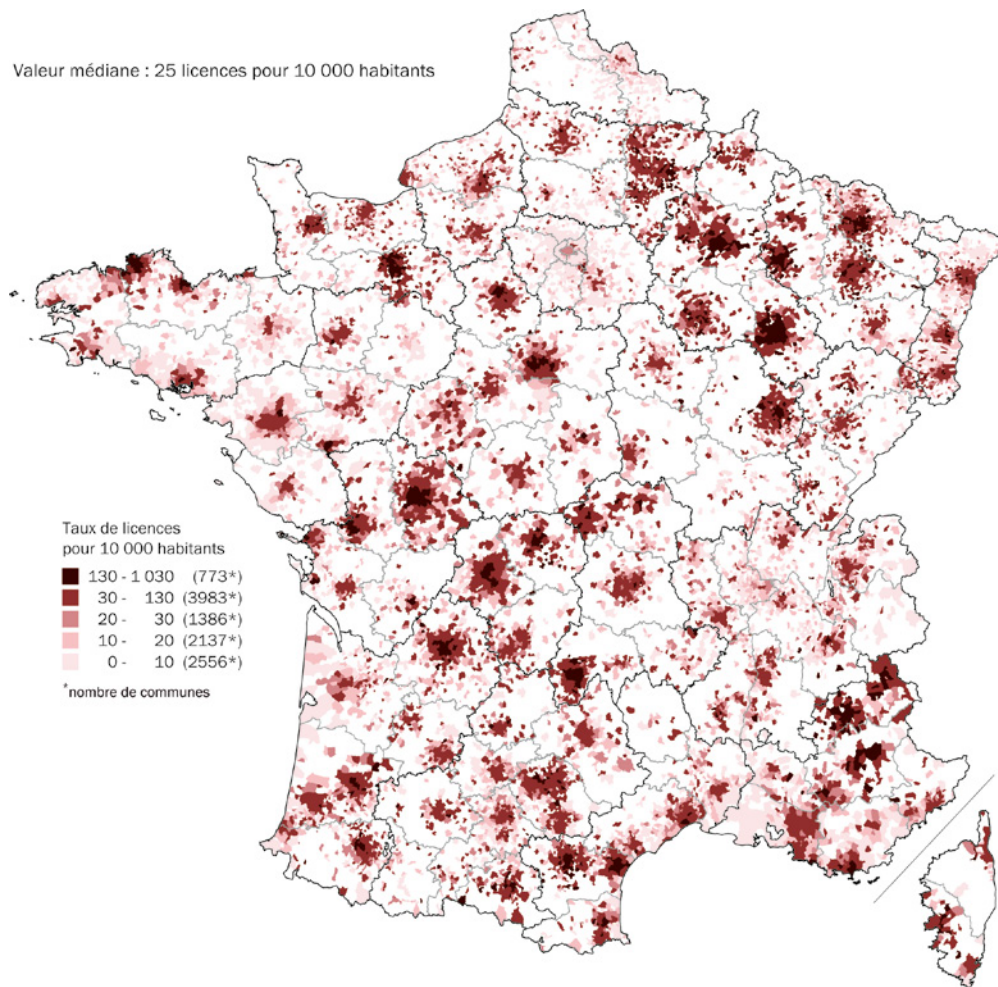 Valeur médiane : 25 licences pour 10 000 habitants
Taux de licences
pour 10 000 habitants
130 - 1 030 (773*)
30 - 130 (3983*)
20 - 30 (1386*)
10 - 20 (2137*)
0 - 10 (2556*)
*nombre de communes